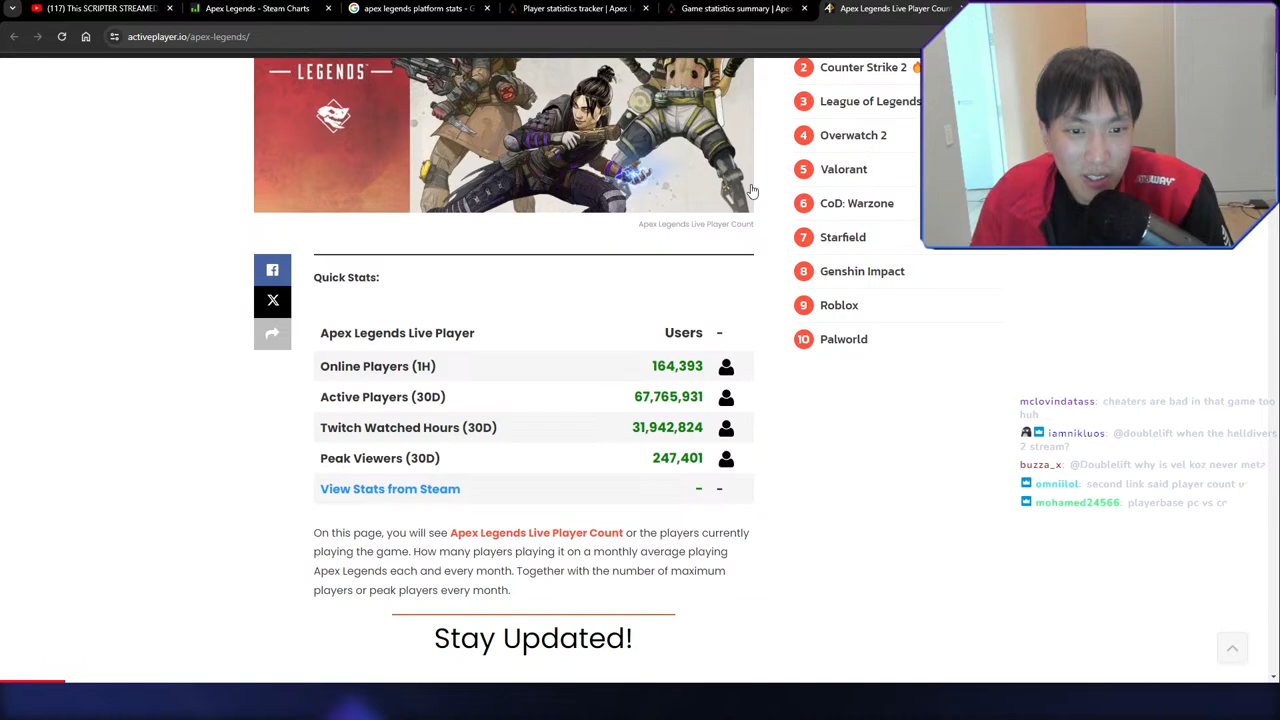 (117) This SCRIPTER STREAMED
Apex Legends - Steam Charts
apex legends platform stats - G
Player statistics tracker | Apex L
Game statistics summary | Apex
Apex Legends Live Player Coun
activeplayer.io/apex-legends/
LEGENDS
Apex Legends Live Player Count
2 Counter Strike 2
3 League of Legends
4 Overwatch 2
5 Valorant
6 CoD: Warzone
7 Starfield
8 Genshin Impact
9 Roblox
10 Palworld
Quick Stats:
Apex Legends Live Player Users -
Online Players (1H) 164,393
Active Players (30D) 67,765,931
Twitch Watched Hours (30D) 31,942,824
Peak Viewers (30D) 247,401
View Stats from Steam - -
On this page, you will see Apex Legends Live Player Count or the players currently
playing the game. How many players playing it on a monthly average playing
Apex Legends each and every month. Together with the number of maximum
players or peak players every month.
Stay Updated!
mclovindatass: cheaters are bad in that game too
huh
iamnikluos: @doublelift when the helldivers
2 stream?
buzza_x: @Doublelift why is vel koz never meta
omniilol: second link said player count
mohamed24566: playerbase pc vs